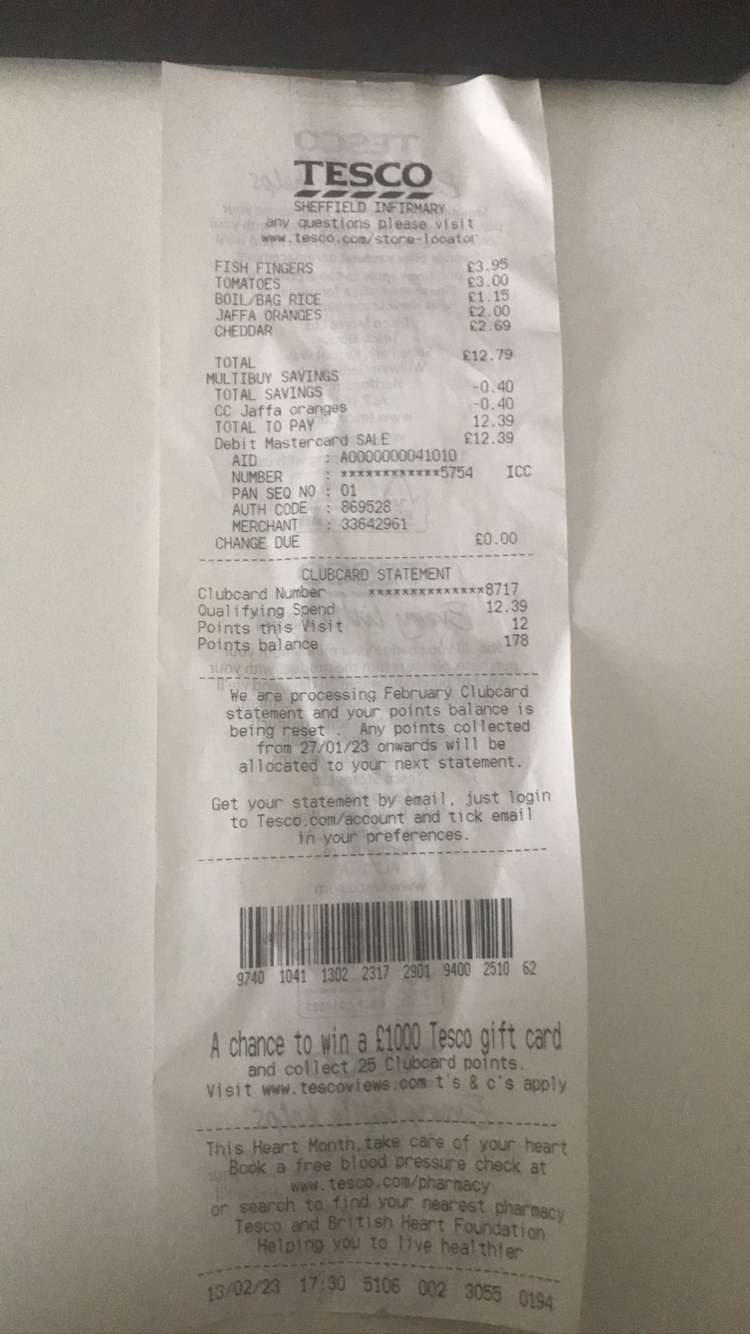 TESCO
SHEFFIELD INFIRMARY
any questions please visit
www.tesco.com/store-locator
FISH FINGERS £3.95
TOMATOES £3.00
BOIL/BAG RICE £1.15
JAFFA ORANGES £2.00
CHEDDAR £2.69
TOTAL £12.79
MULTIBUY SAVINGS
TOTAL SAVINGS -0.40
CC Jaffa oranges -0.40
TOTAL TO PAY 12.39
Debit Mastercard SALE £12.39
AID : A0000000041010
NUMBER : ************5754 ICC
PAN SEQ NO : 01
AUTH CODE : 869528
MERCHANT : 33642961
CHANGE DUE £0.00
CLUBCARD STATEMENT
Clubcard Number **************8717
Qualifying Spend 12.39
Points this Visit 12
Points balance 178
We are processing February Clubcard
statement and your points balance is
being reset . Any points collected
from 27/01/23 onwards will be
allocated to your next statement.
Get your statement by email, just login
to Tesco.com/account and tick email
in your preferences.
9740 1041 1302 2317 2901 9400 2510 62
A chance to win a £1000 Tesco gift card
and collect 25 Clubcard points.
Visit www.tescoviews.com t's & c's apply
This Heart Month,take care of your heart
Book a free blood pressure check at
www.tesco.com/pharmacy
or search to find your nearest pharmacy
Tesco and British Heart Foundation
Helping you to live healthier
13/02/23 17:30 5106 002 3055 0194